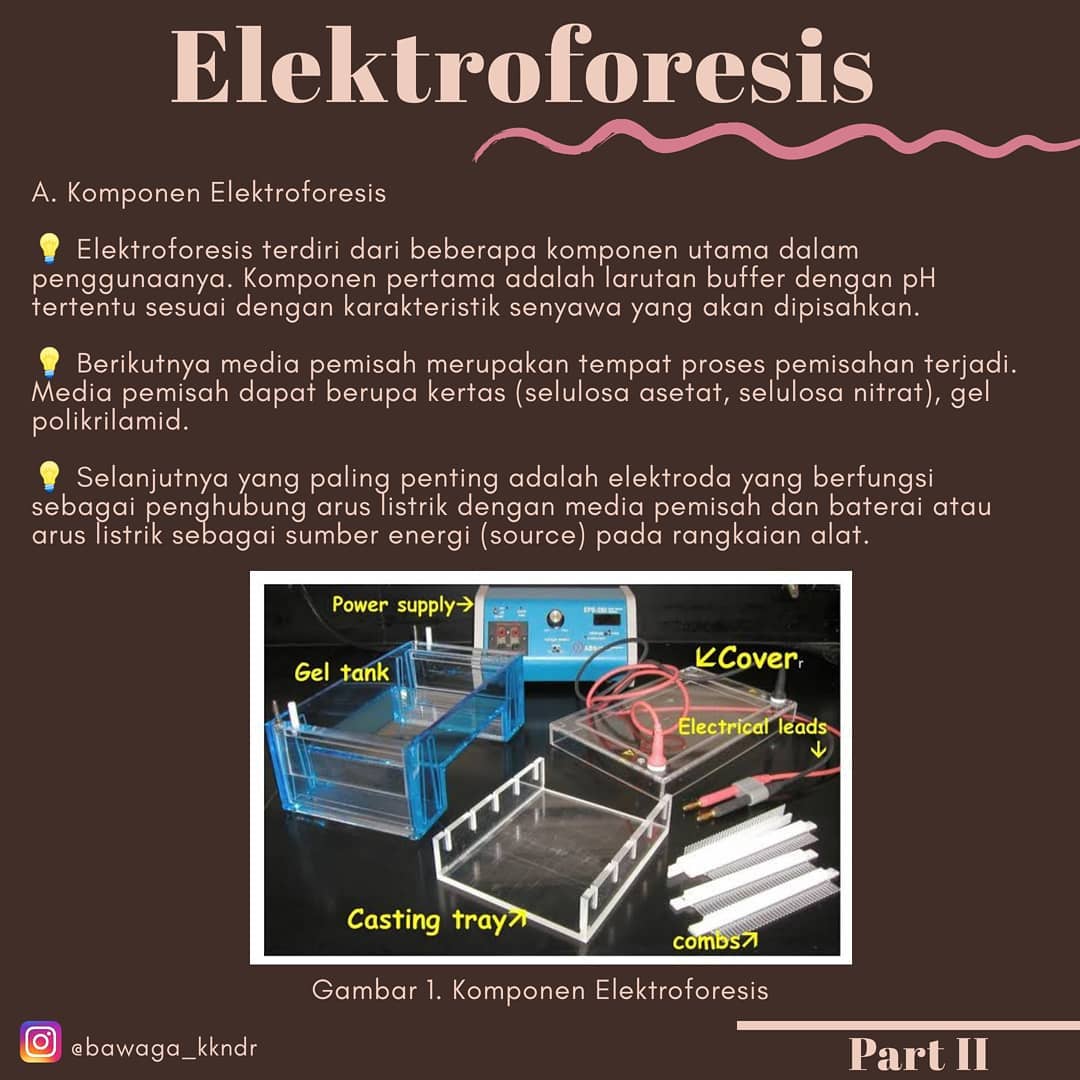 Elektroforesis
A. Komponen Elektroforesis
💡 Elektroforesis terdiri dari beberapa komponen utama dalam
penggunaanya. Komponen pertama adalah larutan buffer dengan pH
tertentu sesuai dengan karakteristik senyawa yang akan dipisahkan.
💡 Berikutnya media pemisah merupakan tempat proses pemisahan terjadi.
Media pemisah dapat berupa kertas (selulosa asetat, selulosa nitrat), gel
polikrilamid.
💡 Selanjutnya yang paling penting adalah elektroda yang berfungsi
sebagai penghubung arus listrik dengan media pemisah dan baterai atau
arus listrik sebagai sumber energi (source) pada rangkaian alat.
Power supply→
Gel tank
↙Cover
Electrical leads
↓
Casting tray↗
combs↗
Gambar 1. Komponen Elektroforesis
@bawaga_kkndr
Part II